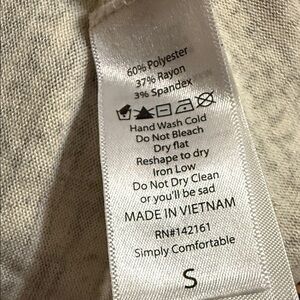 60% Polyester
37% Rayon
3% Spandex
Hand Wash Cold
Do Not Bleach
Dry flat
Reshape to dry
Iron Low
Do Not Dry Clean
or you'll be sad
MADE IN VIETNAM
RN#142161
Simply Comfortable
S